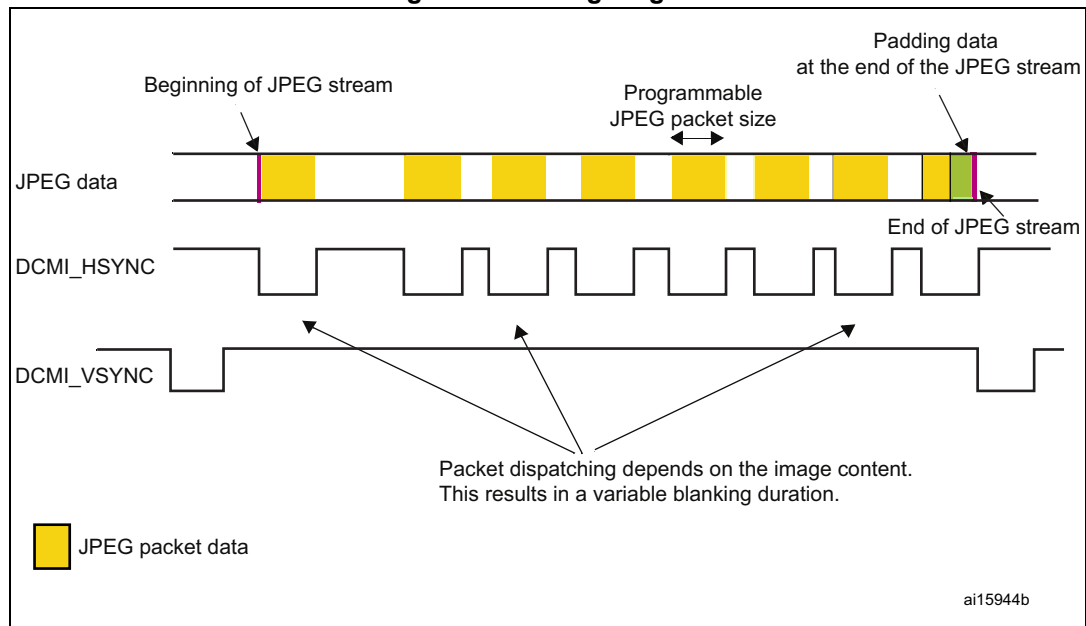 Padding data
at the end of the JPEG stream
Beginning of JPEG stream
Programmable
JPEG packet size
JPEG data
End of JPEG stream
DCMI_HSYNC
DCMI_VSYNC
Packet dispatching depends on the image content.
This results in a variable blanking duration.
JPEG packet data
ai15944b